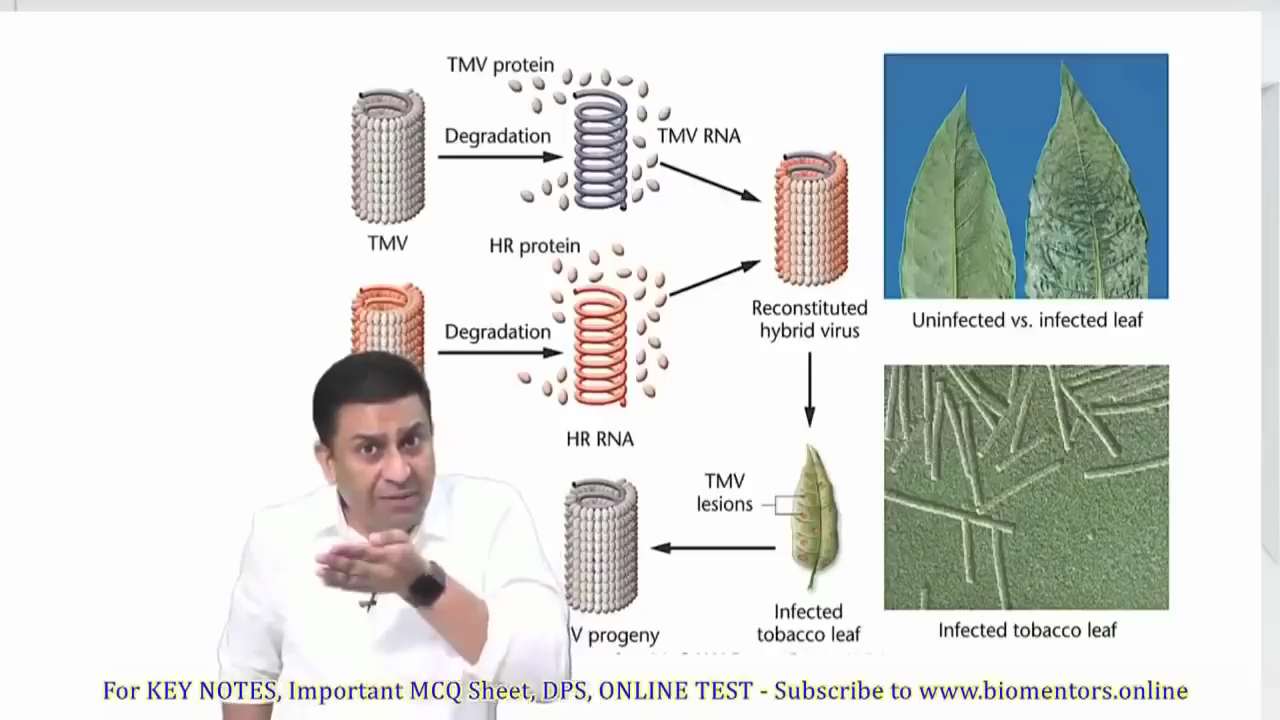 TMV protein
Degradation
TMV RNA
TMV
HR protein
Degradation
HR RNA
Reconstituted
hybrid virus
Uninfected vs. infected leaf
TMV
lesions
V progeny
Infected
tobacco leaf
Infected tobacco leaf
For KEY NOTES, Important MCQ Sheet, DPS, ONLINE TEST - Subscribe to www.biomentors.online